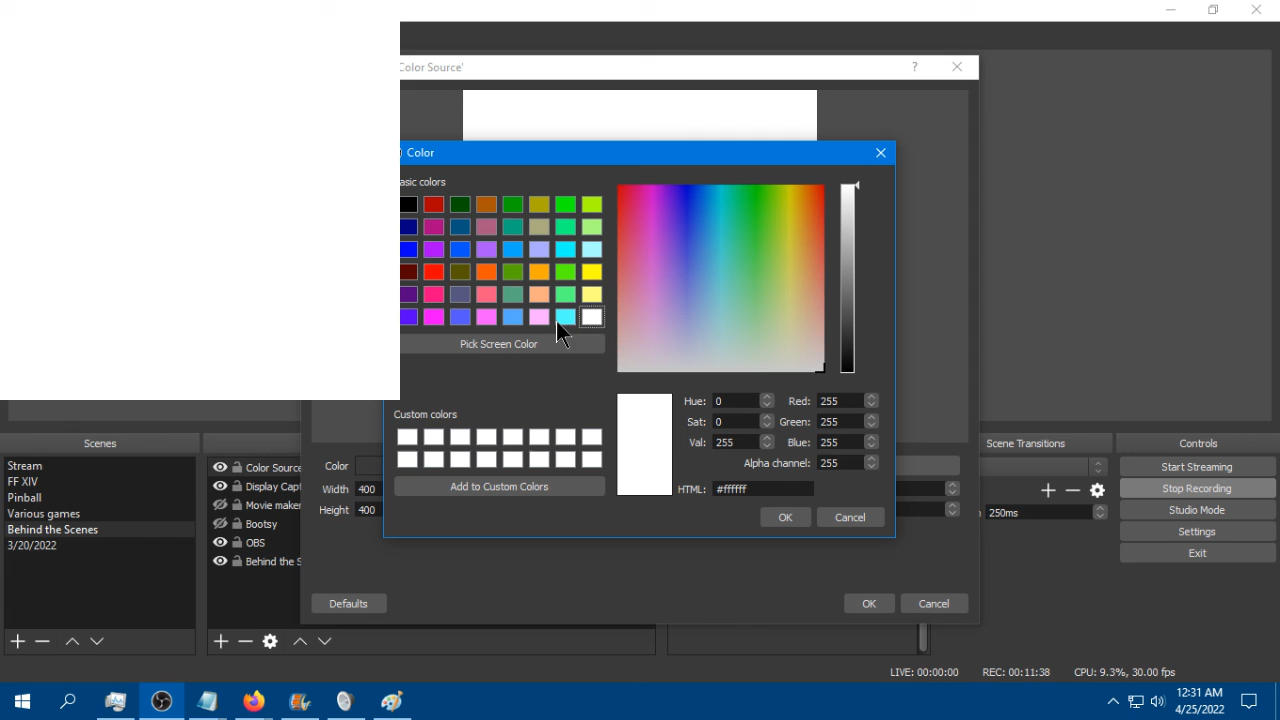 Color Source'
?
Color
asic colors
Pick Screen Color
Custom colors
Add to Custom Colors
Hue: 0 Red: 255
Sat: 0 Green: 255
Val: 255 Blue: 255
Alpha channel: 255
HTML: #ffffff
OK Cancel
Scenes
Stream
FF XIV
Pinball
Various games
Behind the Scenes
3/20/2022
Color Source
Display Capt
Movie maker
Bootsy
OBS
Behind the S
Color
Width 400
Height 400
Defaults
OK Cancel
Scene Transitions
250ms
Controls
Start Streaming
Stop Recording
Studio Mode
Settings
Exit
LIVE: 00:00:00 REC: 00:11:38 CPU: 9.3%, 30.00 fps
12:31 AM
4/25/2022